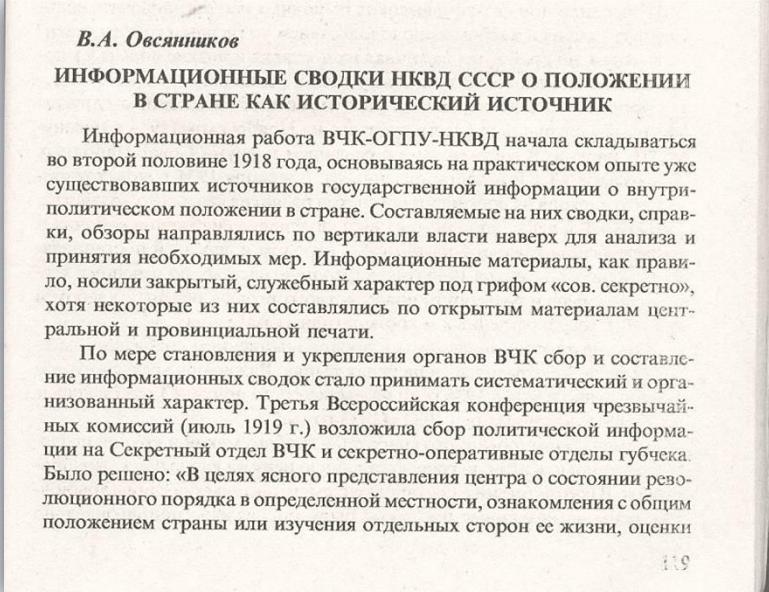 В.А. Овсянников
ИНФОРМАЦИОННЫЕ СВОДКИ НКВД СССР О ПОЛОЖЕНИИ
В СТРАНЕ КАК ИСТОРИЧЕСКИЙ ИСТОЧНИК
Информационная работа ВЧК-ОГПУ-НКВД начала складываться
во второй половине 1918 года, основываясь на практическом опыте уже
существовавших источников государственной информации о внутри-
политическом положении в стране. Составляемые на них сводки, справ-
ки, обзоры направлялись по вертикали власти наверх для анализа и
принятия необходимых мер. Информационные материалы, как прави-
ло, носили закрытый, служебный характер под грифом «сов. секретно»,
хотя некоторые из них составлялись по открытым материалам цент-
ральной и провинциальной печати.
По мере становления и укрепления органов ВЧК сбор и составле-
ние информационных сводок стало принимать систематический и орга-
низованный характер. Третья Всероссийская конференция чрезвычай-
ных комиссий (июль 1919 г.) возложила сбор политической информа-
ции на Секретный отдел ВЧК и секретно-оперативные отделы губчека.
Было решено: «В целях ясного представления центра о состоянии рево-
люционного порядка в определенной местности, ознакомления с общим
положением страны или изучения отдельных сторон ее жизни, оценки
119